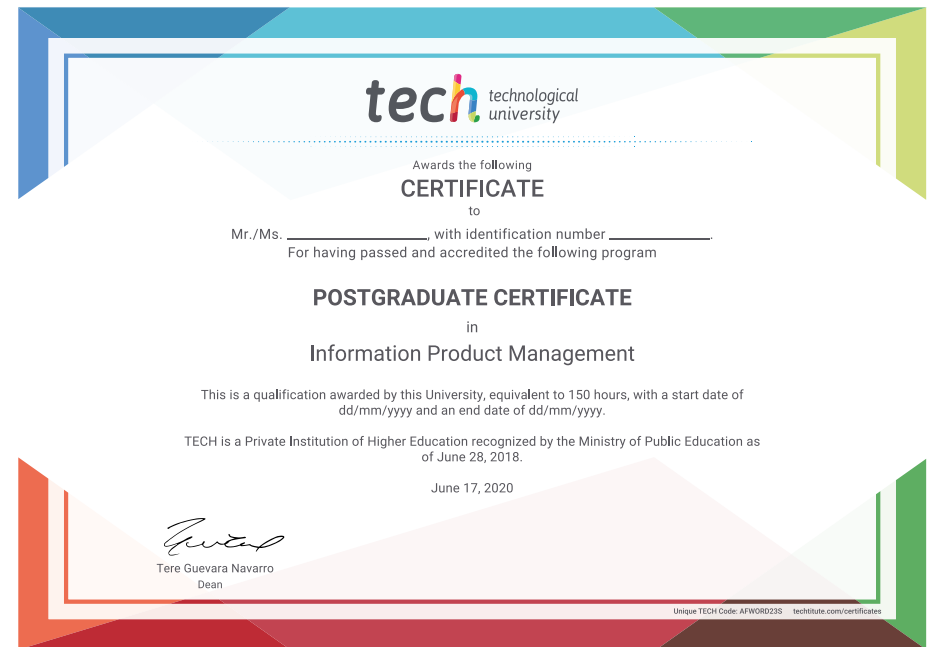 tech technological
university
Awards the following
CERTIFICATE
to
Mr./Ms. ____________________, with identification number ______________.
For having passed and accredited the following program
POSTGRADUATE CERTIFICATE
in
Information Product Management
This is a qualification awarded by this University, equivalent to 150 hours, with a start date of
dd/mm/yyyy and an end date of dd/mm/yyyy.
TECH is a Private Institution of Higher Education recognized by the Ministry of Public Education as
of June 28, 2018.
June 17, 2020
Tere Guevara Navarro
Dean
Unique TECH Code: AFWORD23S techtitute.com/certificates